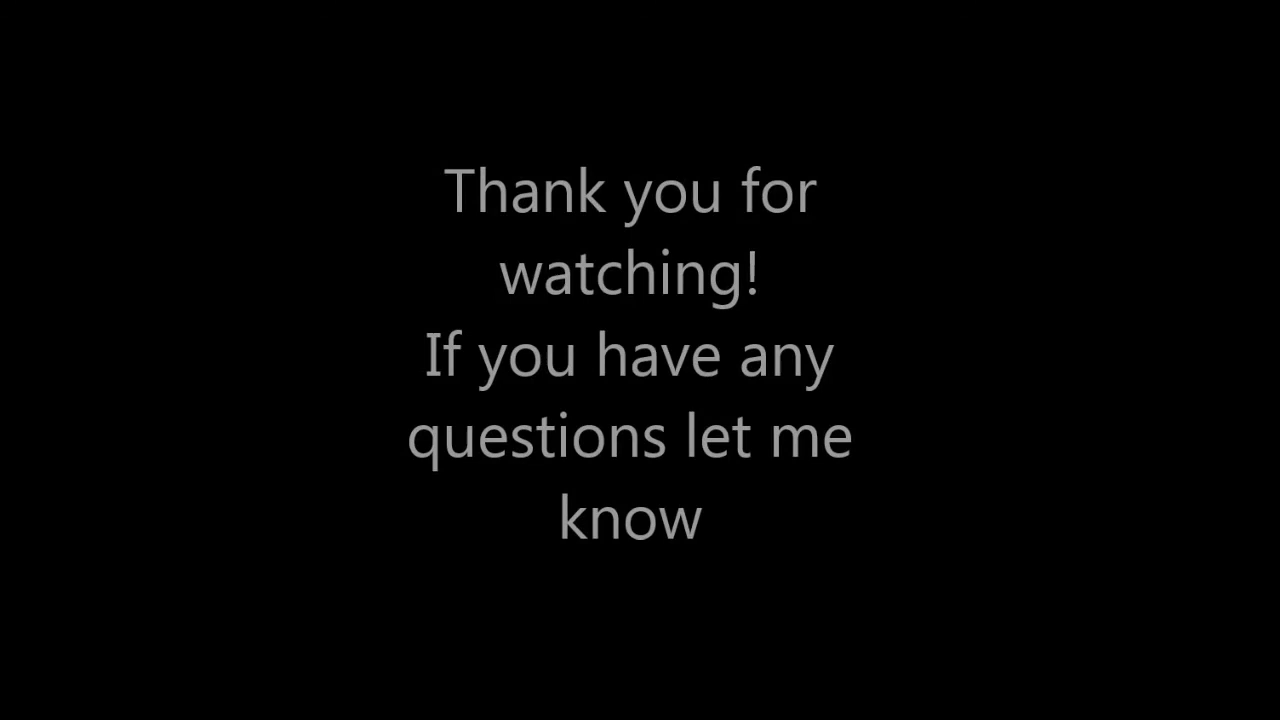 Thank you for
watching!
If you have any
questions let me
know